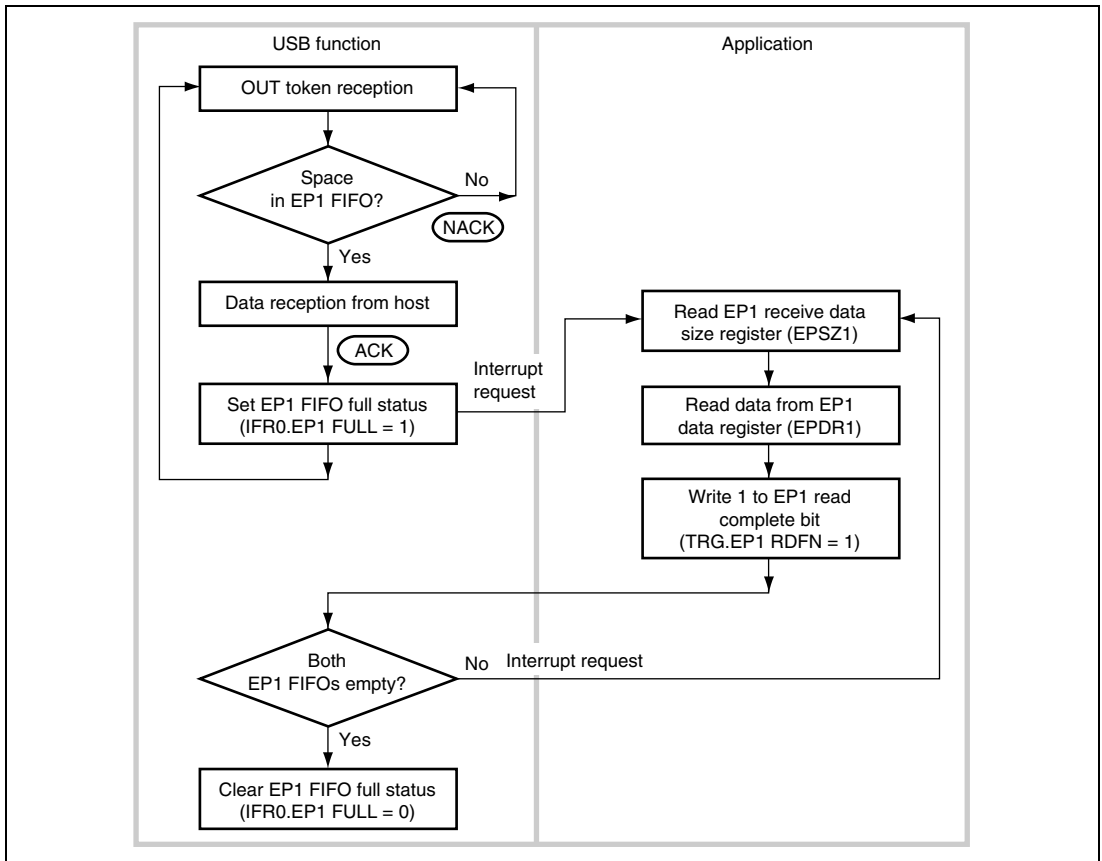 USB function
Application
OUT token reception
Space
in EP1 FIFO?
No
NACK
Yes
Data reception from host
ACK
Set EP1 FIFO full status
(IFR0.EP1 FULL = 1)
Interrupt
request
Read EP1 receive data
size register (EPSZ1)
Read data from EP1
data register (EPDR1)
Write 1 to EP1 read
complete bit
(TRG.EP1 RDFN = 1)
Both
EP1 FIFOs empty?
No Interrupt request
Yes
Clear EP1 FIFO full status
(IFR0.EP1 FULL = 0)